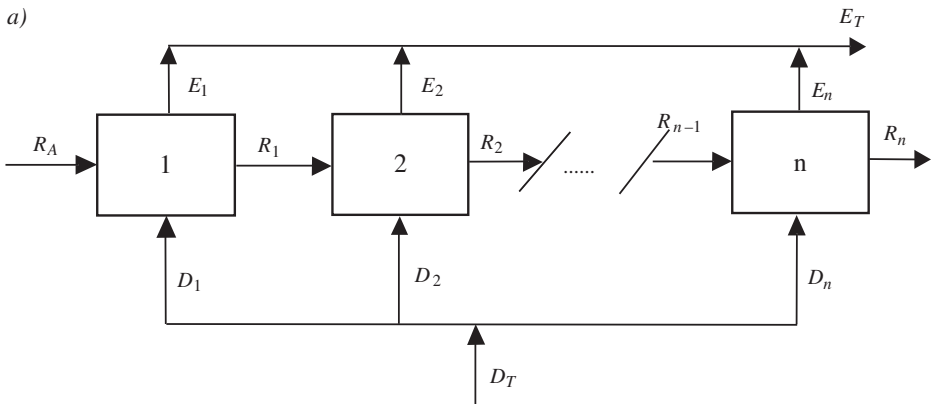 a)
E_T
E_1 E_2 E_n
R_A 1 R_1 2 R_2 ...... R_{n-1} n R_n
D_1 D_2 D_n
D_T